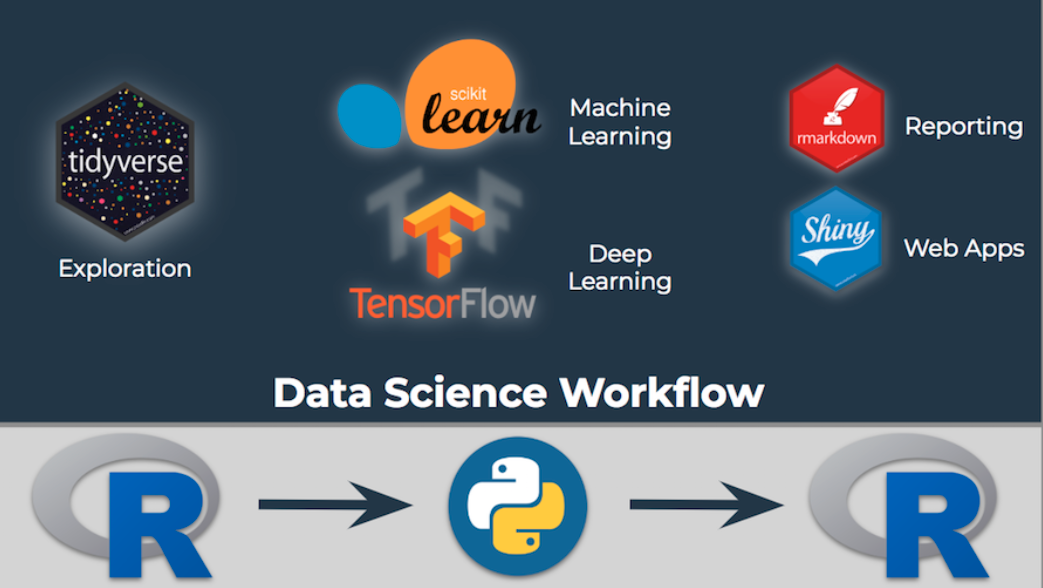 tidyverse
Exploration
scikit
learn
Machine
Learning
TensorFlow
Deep
Learning
rmarkdown
Reporting
Shiny
Web Apps
Data Science Workflow
R
R